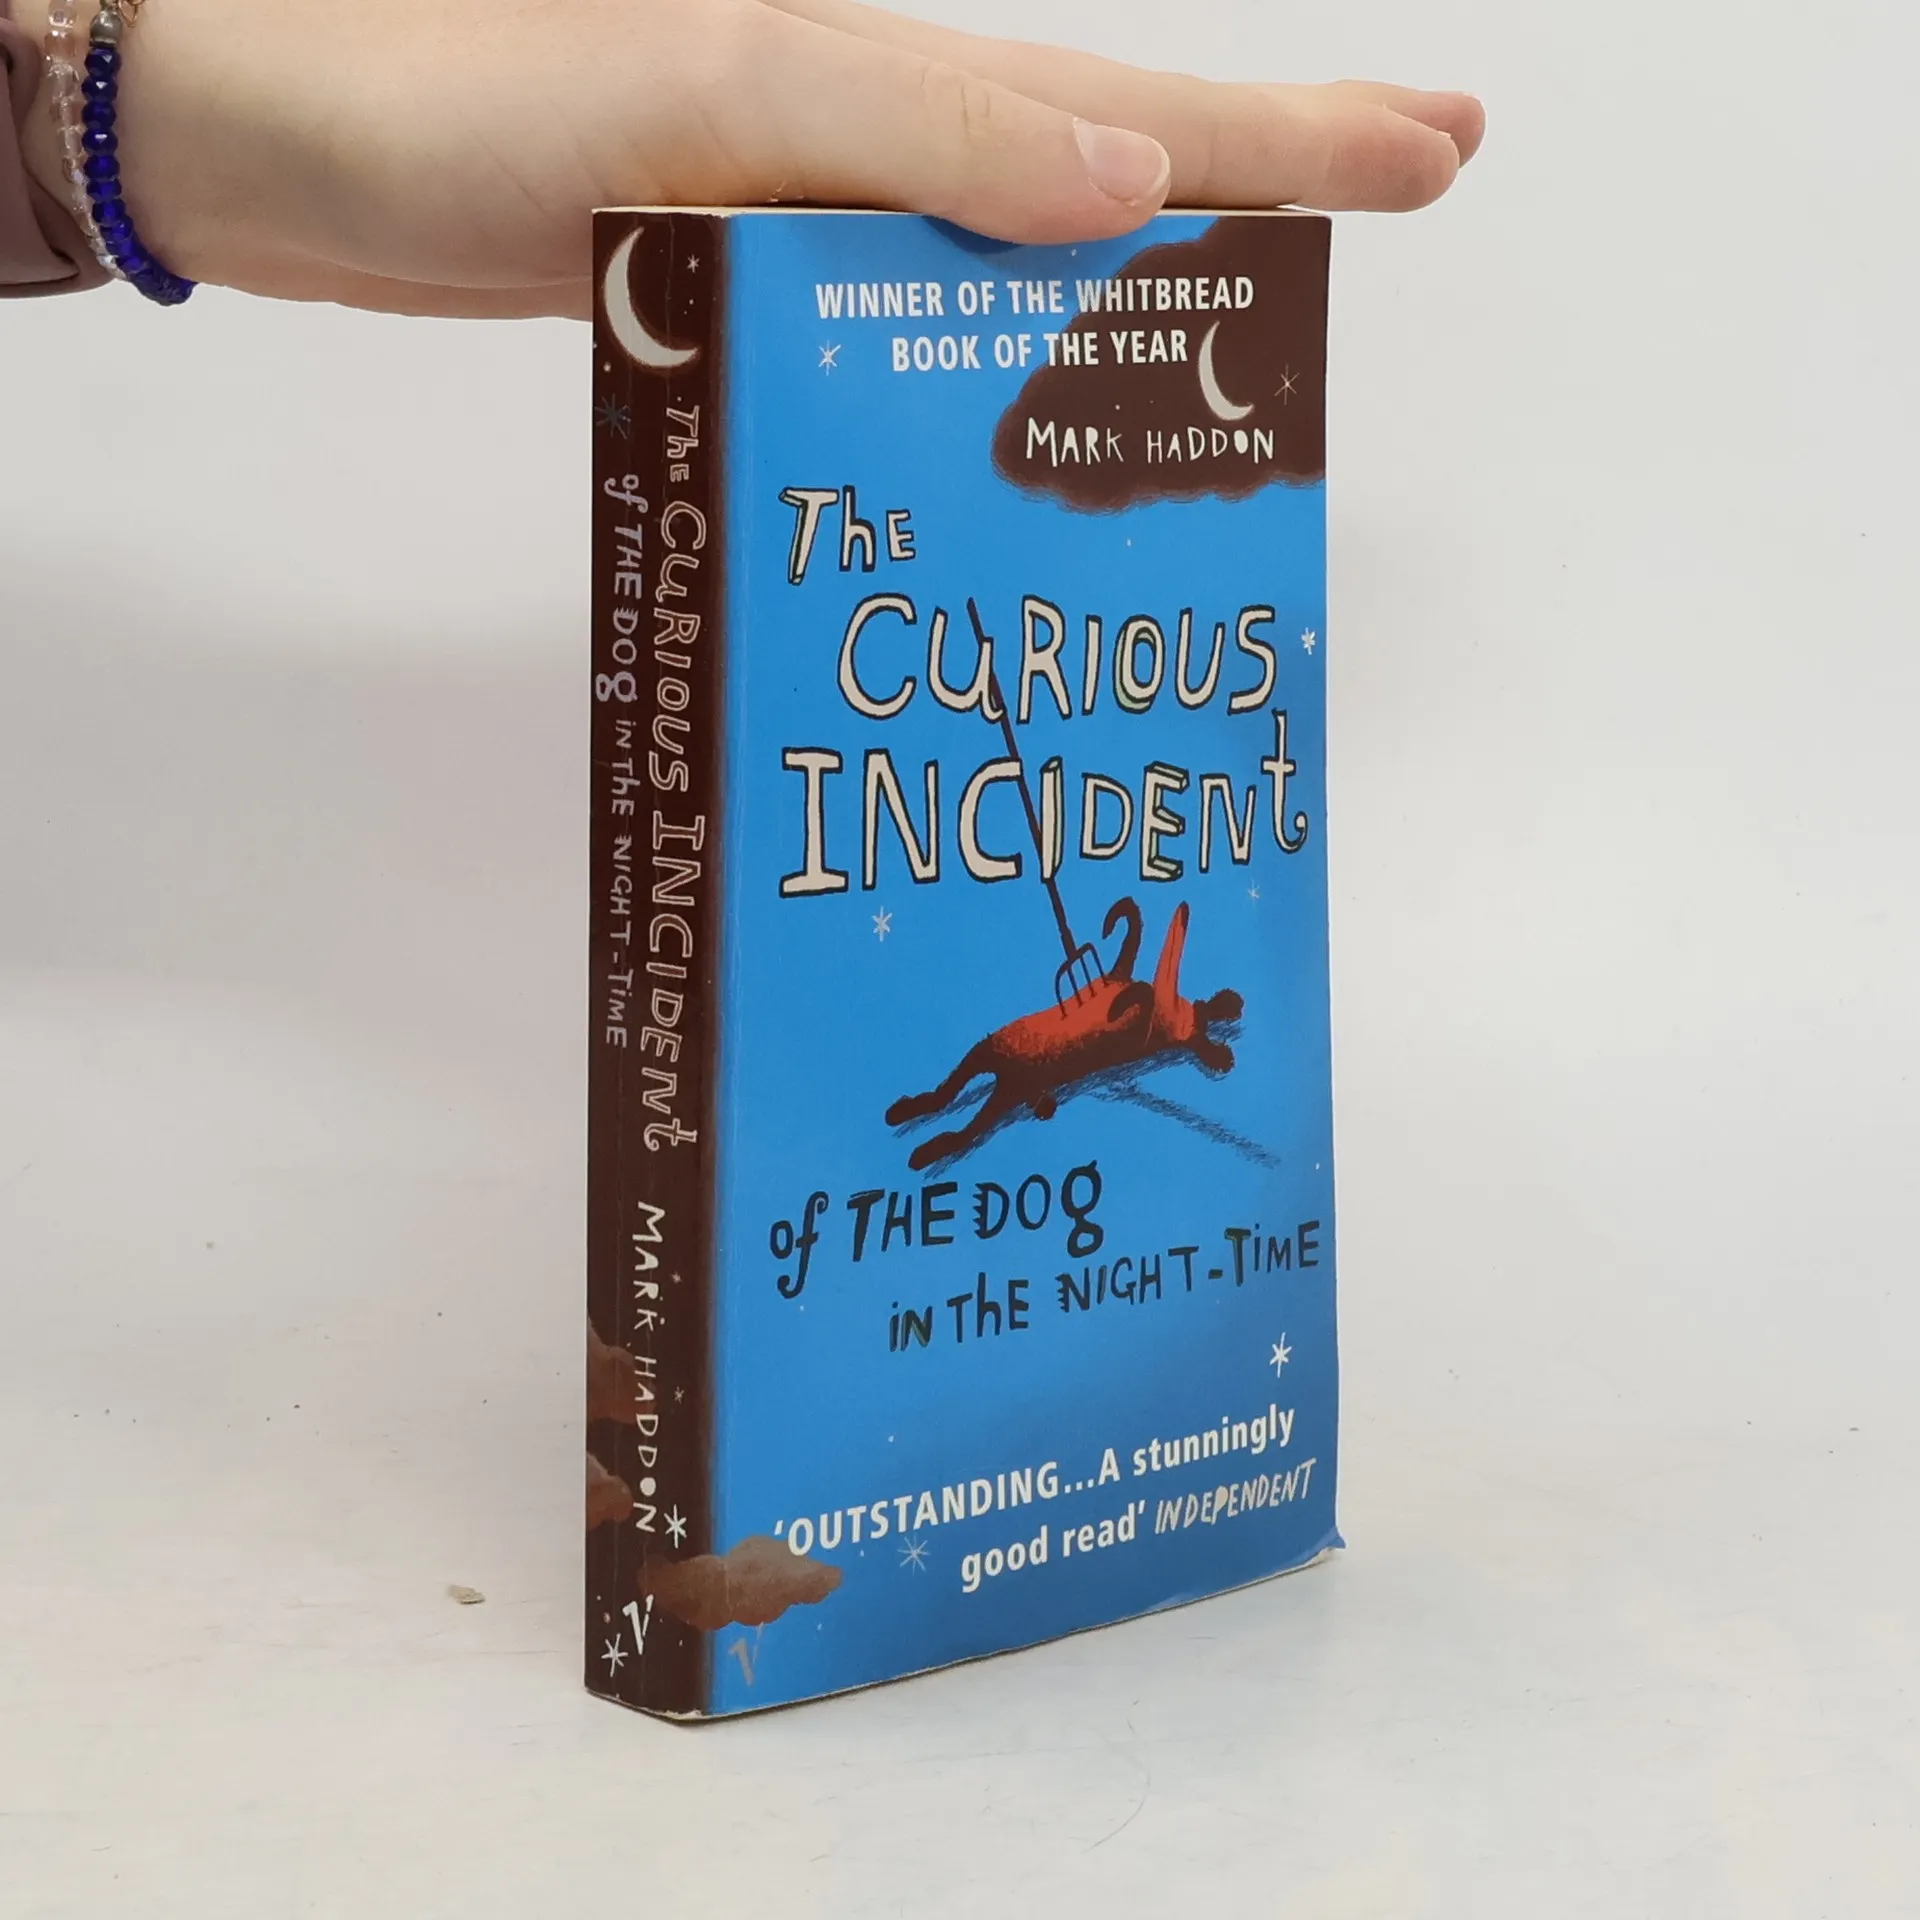 The CURIOUS INCIDENT MARK HADDON
of THE DOG IN THE NIGHT-TIME
V
WINNER OF THE WHITBREAD
BOOK OF THE YEAR
MARK HADDON
The
CURIOUS
INCIDENT
of THE DOG
IN THE NIGHT-TIME
'OUTSTANDING...A stunningly
good read' INDEPENDENT
V